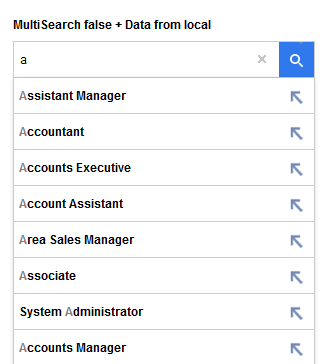 MultiSearch false + Data from local
a
Assistant Manager
Accountant
Accounts Executive
Account Assistant
Area Sales Manager
Associate
System Administrator
Accounts Manager